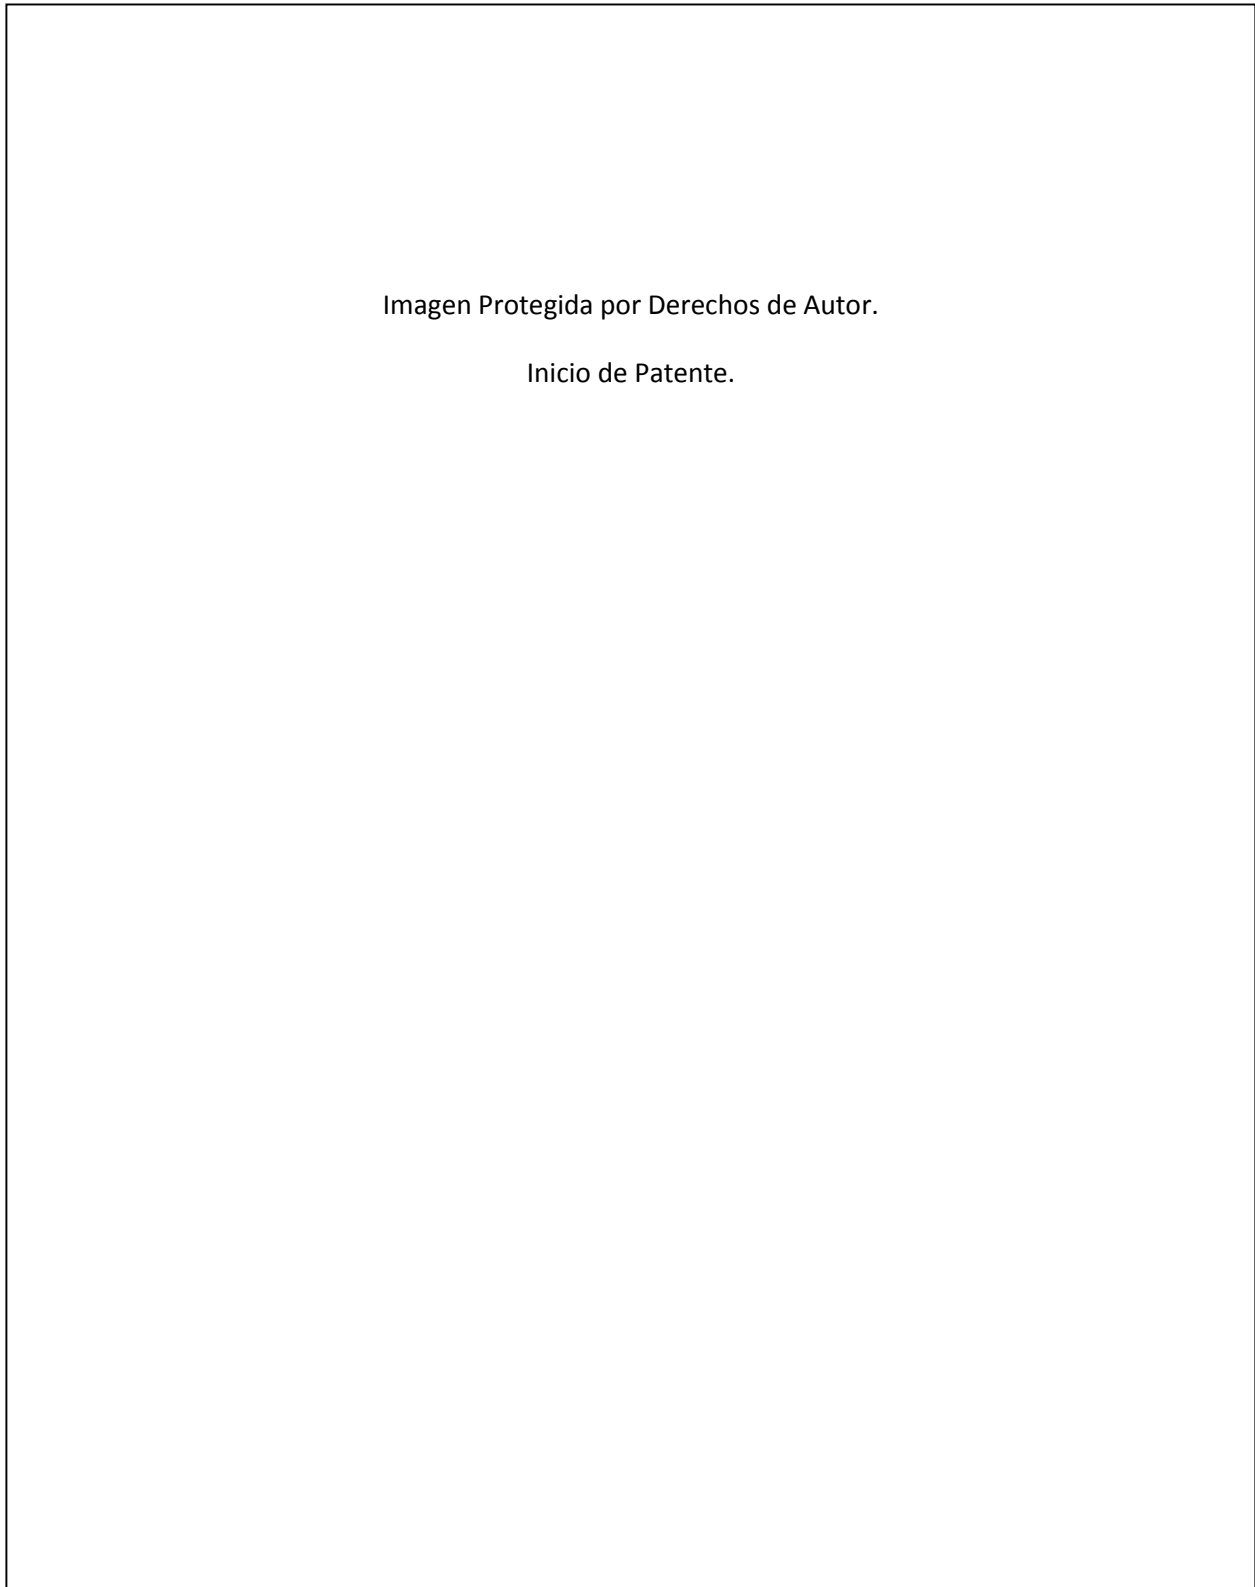 Imagen Protegida por Derechos de Autor.
Inicio de Patente.